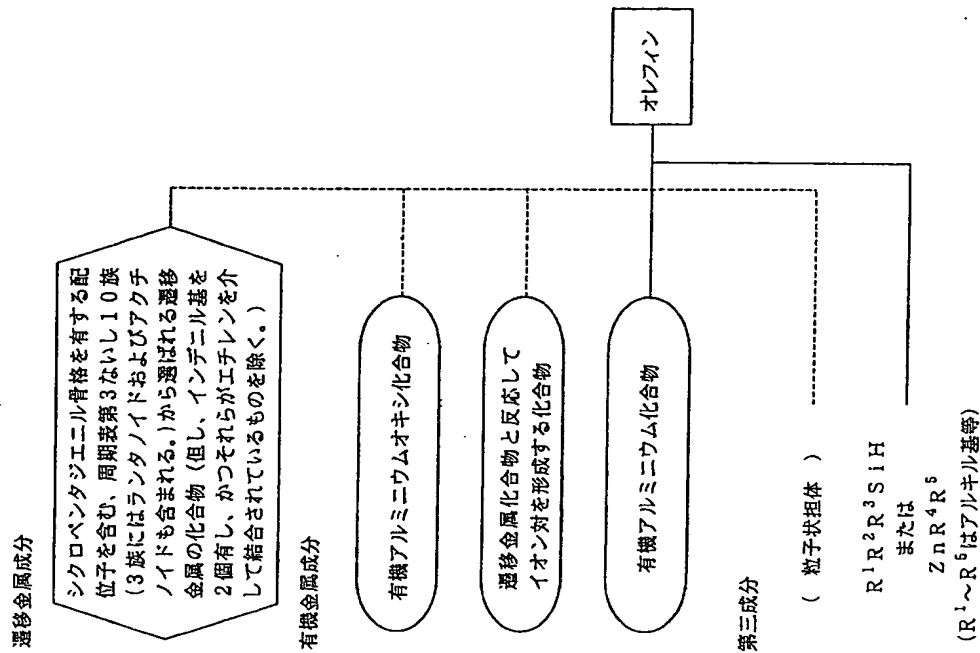 遷移金属成分
シクロペンタジエニル骨格を有する配
位子を含む、周期表第3ないし10族
(3族にはランタノイドおよびアクチ
ノイドも含まれる。)から選ばれる遷移
金属の化合物(但し、インデニル基を
2個有し、かつそれらがエチレンを介
して結合されているものを除く。)
有機金属成分
有機アルミニウムオキシ化合物
遷移金属化合物と反応して
イオン対を形成する化合物
有機アルミニウム化合物
オレフィン
第三成分
( 粒子状担体 )
R¹R²R³SiH
または
ZnR⁴R⁵
(R¹~R⁵はアルキル基等)